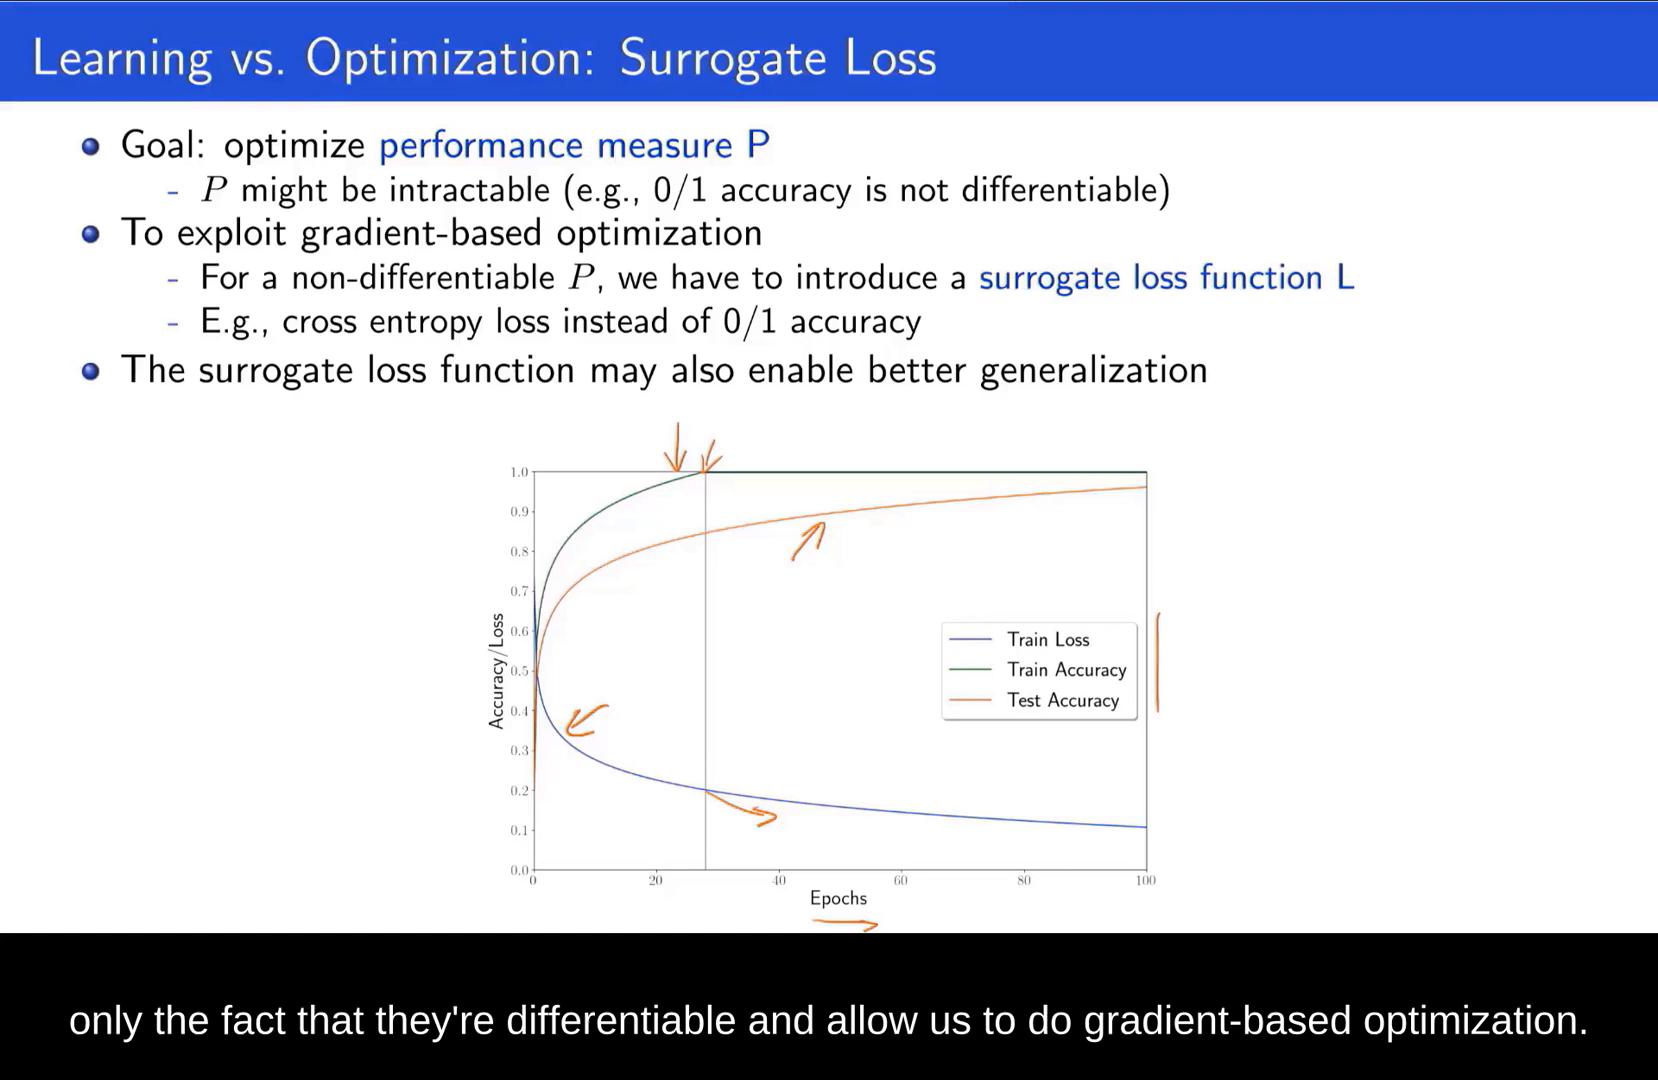 Learning vs. Optimization: Surrogate Loss
Goal: optimize performance measure P
- P might be intractable (e.g., 0/1 accuracy is not differentiable)
To exploit gradient-based optimization
- For a non-differentiable P, we have to introduce a surrogate loss function L
- E.g., cross entropy loss instead of 0/1 accuracy
The surrogate loss function may also enable better generalization
1.0
0.9
0.8
0.7
0.6
0.5
0.4
0.3
0.2
0.1
0.0
Accuracy/Loss
Train Loss
Train Accuracy
Test Accuracy
0 20 40 60 80 100
Epochs
only the fact that they're differentiable and allow us to do gradient-based optimization.